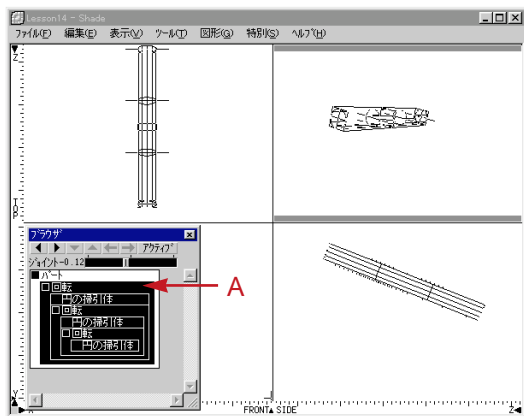 Lesson14 - Shade
ﾌｧｲﾙ(F) 編集(E) 表示(V) ﾂｰﾙ(T) 図形(G) 特別(S) ﾍﾙﾌﾟ(H)
Z
TOP
ﾌﾞﾗｳｻﾞ
ｱｸﾃｨﾌﾞ
ｼﾞｮｲﾝﾄ-0.12
パート
回転
円の掃引体
回転
円の掃引体
回転
円の掃引体
A
Y
X
FRONT▲SIDE
Z